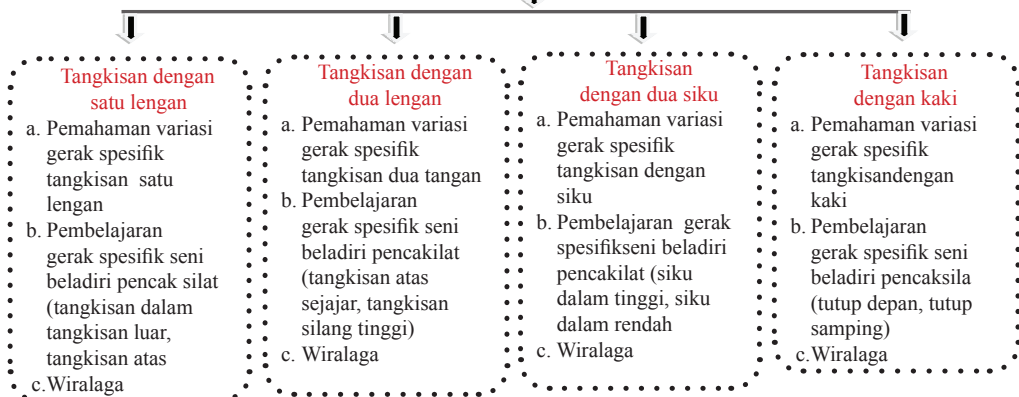 Tangkisan dengan
satu lengan
a. Pemahaman variasi
gerak spesifik
tangkisan satu
lengan
b. Pembelajaran
gerak spesifik seni
beladiri pencak silat
(tangkisan dalam
tangkisan luar,
tangkisan atas
c.Wiralaga
Tangkisan dengan
dua lengan
a. Pemahaman variasi
gerak spesifik
tangkisan dua tangan
b. Pembelajaran
gerak spesifik seni
beladiri pencakilat
(tangkisan atas
sejajar, tangkisan
silang tinggi)
c. Wiralaga
Tangkisan
dengan dua siku
a. Pemahaman variasi
gerak spesifik
tangkisan dengan
siku
b. Pembelajaran gerak
spesifikseni beladiri
pencakilat (siku
dalam tinggi, siku
dalam rendah
c. Wiralaga
Tangkisan
dengan kaki
a. Pemahaman variasi
gerak spesifik
tangkisandengan
kaki
b. Pembelajaran
gerak spesifik seni
beladiri pencaksila
(tutup depan, tutup
samping)
c.Wiralaga